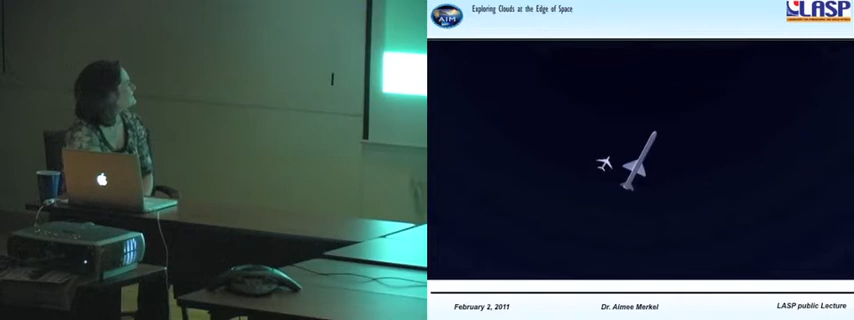 AIM
Exploring Clouds at the Edge of Space
LASP
February 2, 2011
Dr. Aimee Merkel
LASP public Lecture